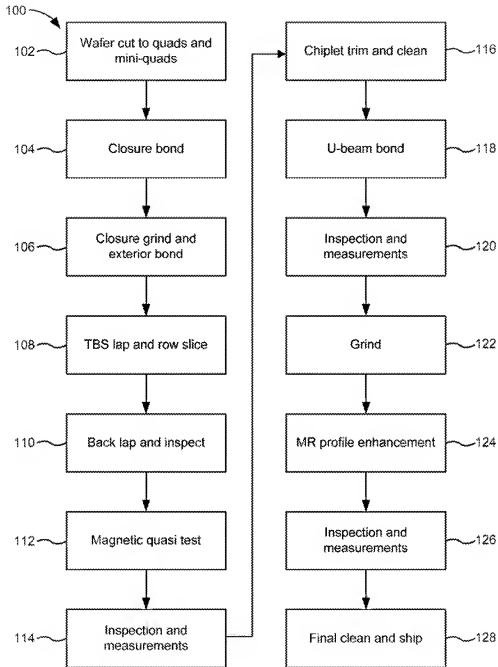 100
102
Wafer cut to quads and
mini-quads
104
Closure bond
106
Closure grind and
exterior bond
108
TBS lap and row slice
110
Back lap and inspect
112
Magnetic quasi test
114
Inspection and
measurements
Chiplet trim and clean
116
U-beam bond
118
Inspection and
measurements
120
Grind
122
MR profile enhancement
124
Inspection and
measurements
126
Final clean and ship
128